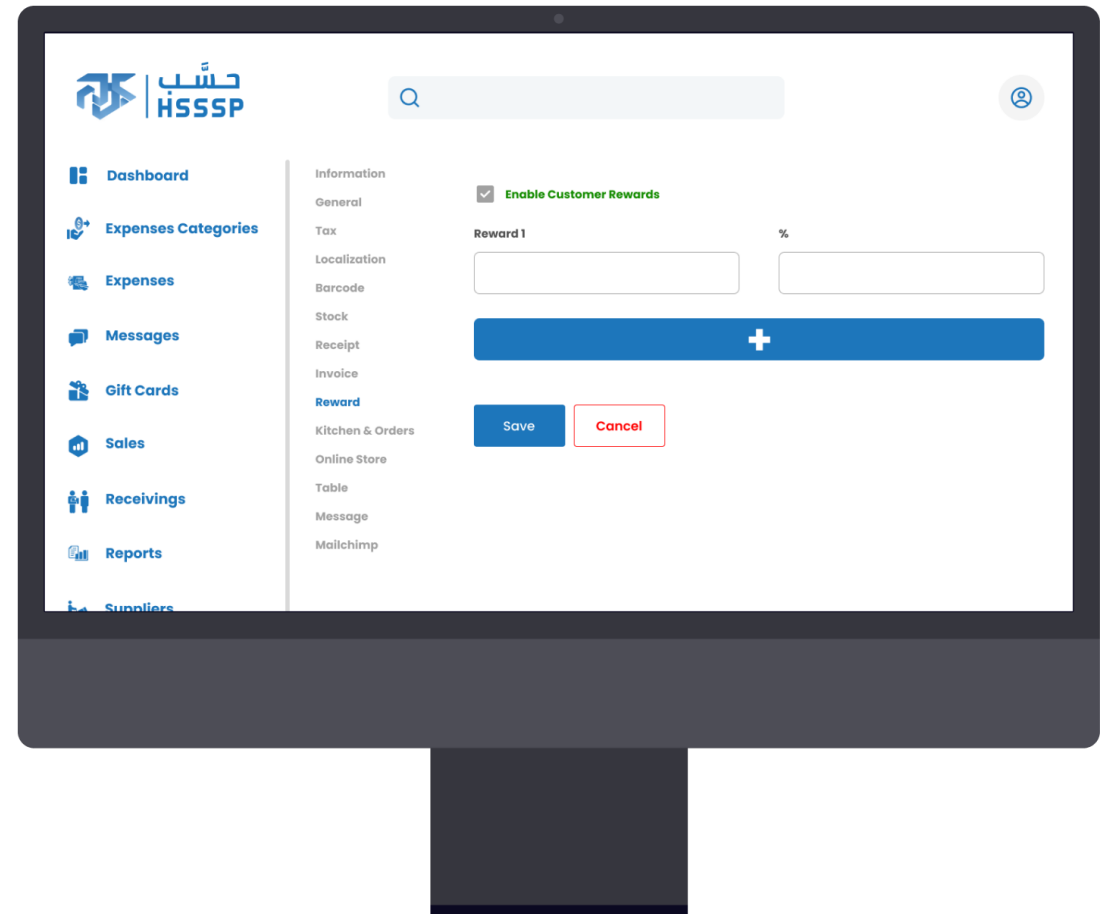 حسَّب
HSSSP
Dashboard
Expenses Categories
Expenses
Messages
Gift Cards
Sales
Receivings
Reports
Suppliers
Information
General
Tax
Localization
Barcode
Stock
Receipt
Invoice
Reward
Kitchen & Orders
Online Store
Table
Message
Mailchimp
Enable Customer Rewards
Reward 1
%
Save
Cancel